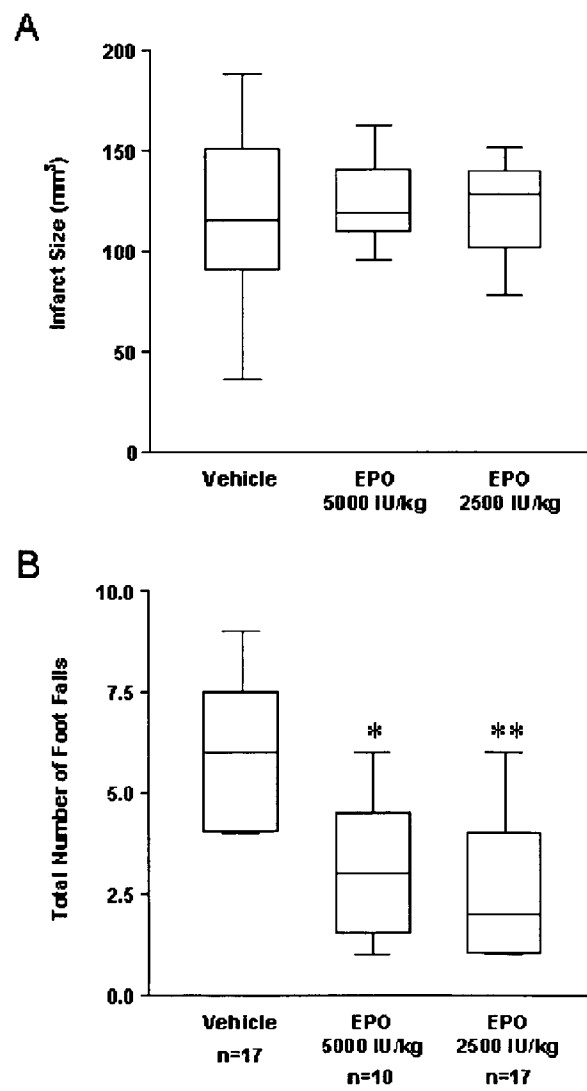 A
200
150
100
50
0
Infarct Size (mm³)
Vehicle
EPO
5000 IU/kg
EPO
2500 IU/kg
B
10.0
7.5
5.0
2.5
0.0
Total Number of Foot Falls
*
**
Vehicle
n=17
EPO
5000 IU/kg
n=10
EPO
2500 IU/kg
n=17